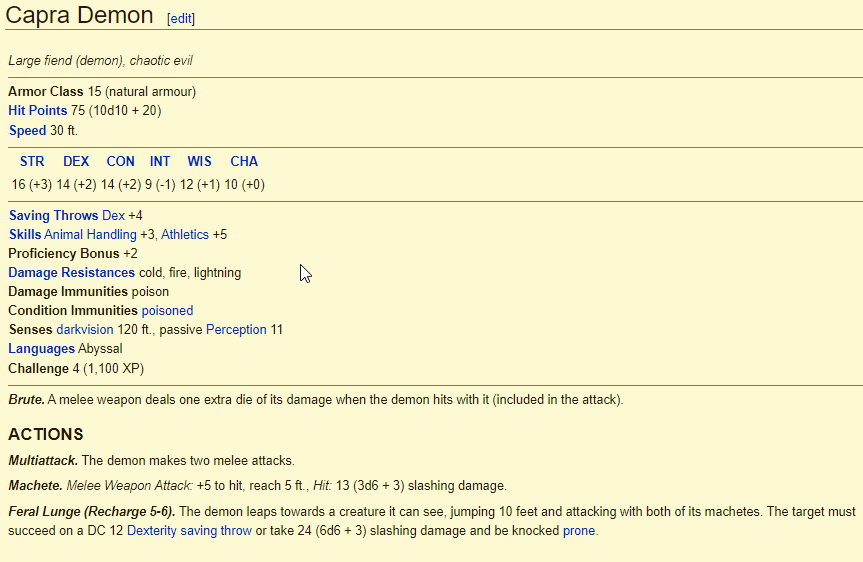 Capra Demon [edit]
Large fiend (demon), chaotic evil
Armor Class 15 (natural armour)
Hit Points 75 (10d10 + 20)
Speed 30 ft.
STR DEX CON INT WIS CHA
16 (+3) 14 (+2) 14 (+2) 9 (-1) 12 (+1) 10 (+0)
Saving Throws Dex +4
Skills Animal Handling +3, Athletics +5
Proficiency Bonus +2
Damage Resistances cold, fire, lightning
Damage Immunities poison
Condition Immunities poisoned
Senses darkvision 120 ft., passive Perception 11
Languages Abyssal
Challenge 4 (1,100 XP)
Brute. A melee weapon deals one extra die of its damage when the demon hits with it (included in the attack).
ACTIONS
Multiattack. The demon makes two melee attacks.
Machete. Melee Weapon Attack: +5 to hit, reach 5 ft., Hit: 13 (3d6 + 3) slashing damage.
Feral Lunge (Recharge 5-6). The demon leaps towards a creature it can see, jumping 10 feet and attacking with both of its machetes. The target must
succeed on a DC 12 Dexterity saving throw or take 24 (6d6 + 3) slashing damage and be knocked prone.